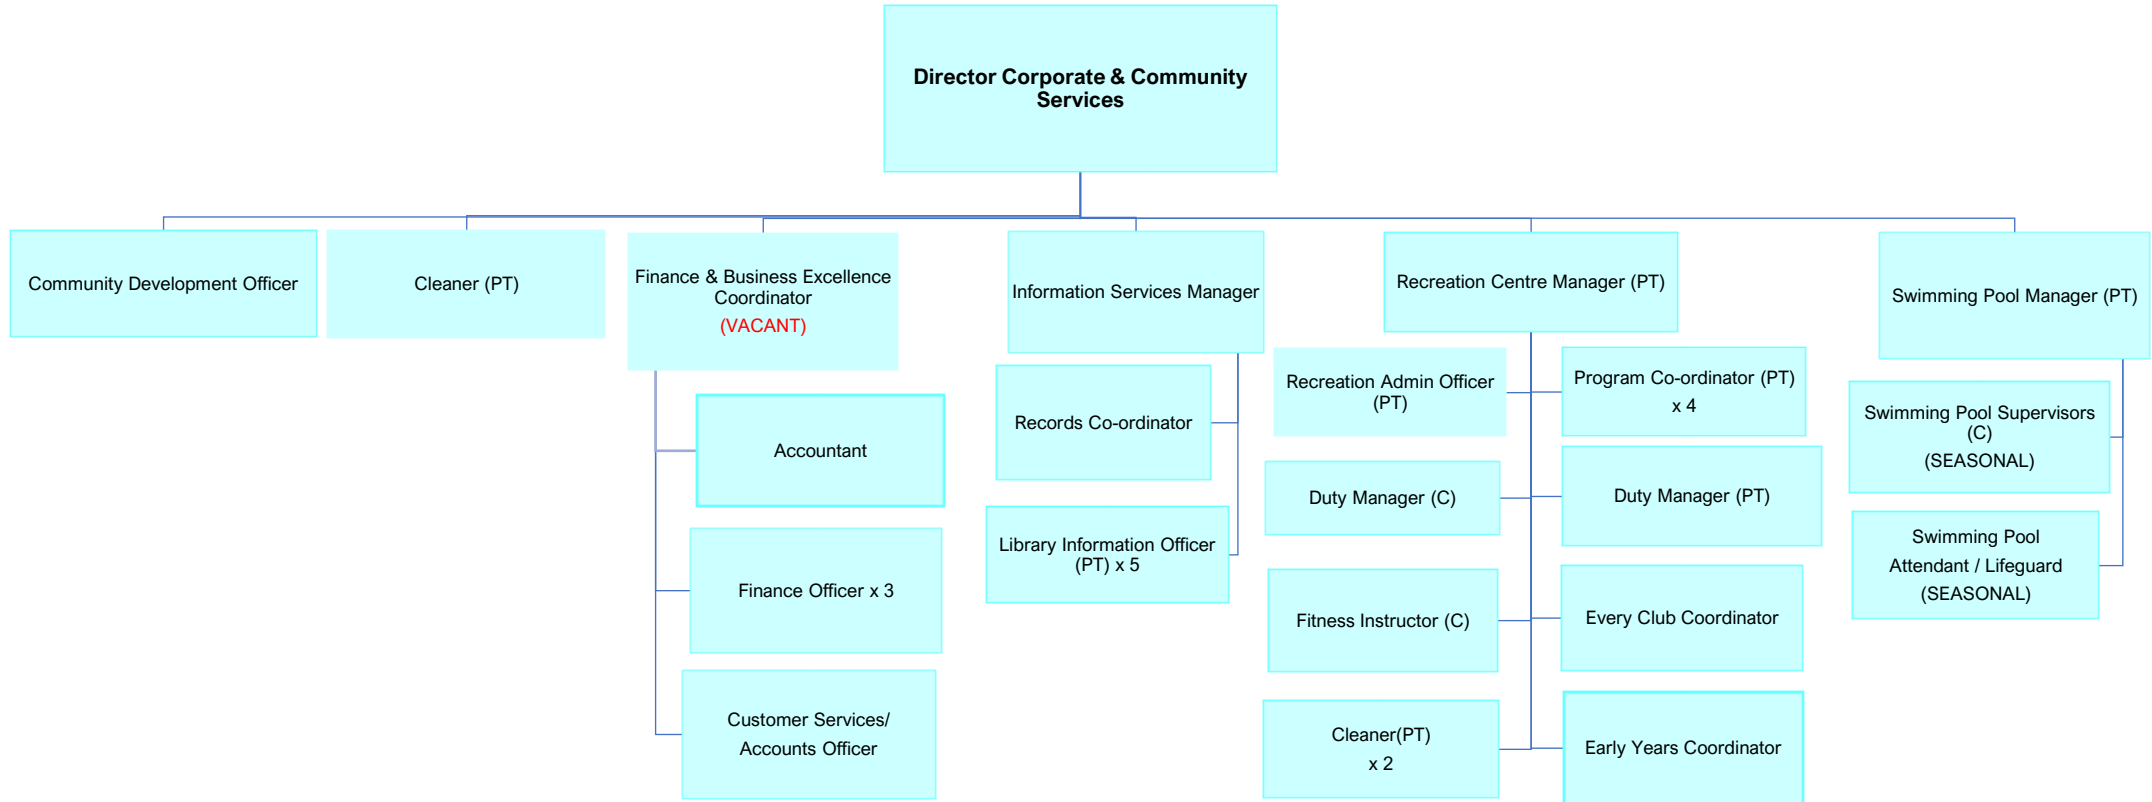 Director Corporate & Community
Services
Community Development Officer
Cleaner (PT)
Finance & Business Excellence
Coordinator
(VACANT)
Information Services Manager
Recreation Centre Manager (PT)
Swimming Pool Manager (PT)
Accountant
Finance Officer x 3
Customer Services/
Accounts Officer
Records Co-ordinator
Library Information Officer
(PT) x 5
Recreation Admin Officer
(PT)
Duty Manager (C)
Fitness Instructor (C)
Cleaner(PT)
x 2
Program Co-ordinator (PT)
x 4
Duty Manager (PT)
Every Club Coordinator
Early Years Coordinator
Swimming Pool Supervisors
(C)
(SEASONAL)
Swimming Pool
Attendant / Lifeguard
(SEASONAL)